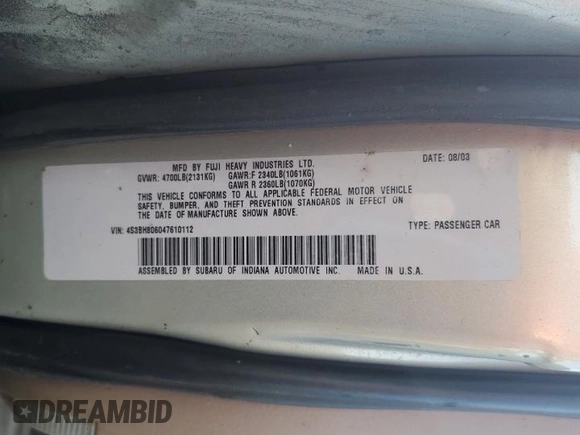 MFD BY FUJI HEAVY INDUSTRIES LTD. DATE: 08/03
GVWR: 4700LB(2131KG) GAWR:F 2340LB(1061KG)
GAWR R 2360LB(1070KG)
THIS VEHICLE CONFORMS TO ALL APPLICABLE FEDERAL MOTOR VEHICLE
SAFETY, BUMPER, AND THEFT PREVENTION STANDARDS IN EFFECT ON
THE DATE OF MANUFACTURE SHOWN ABOVE.
VIN: 4S3BH806047610112 TYPE: PASSENGER CAR
ASSEMBLED BY SUBARU OF INDIANA AUTOMOTIVE INC. MADE IN U.S.A.
DREAMBID